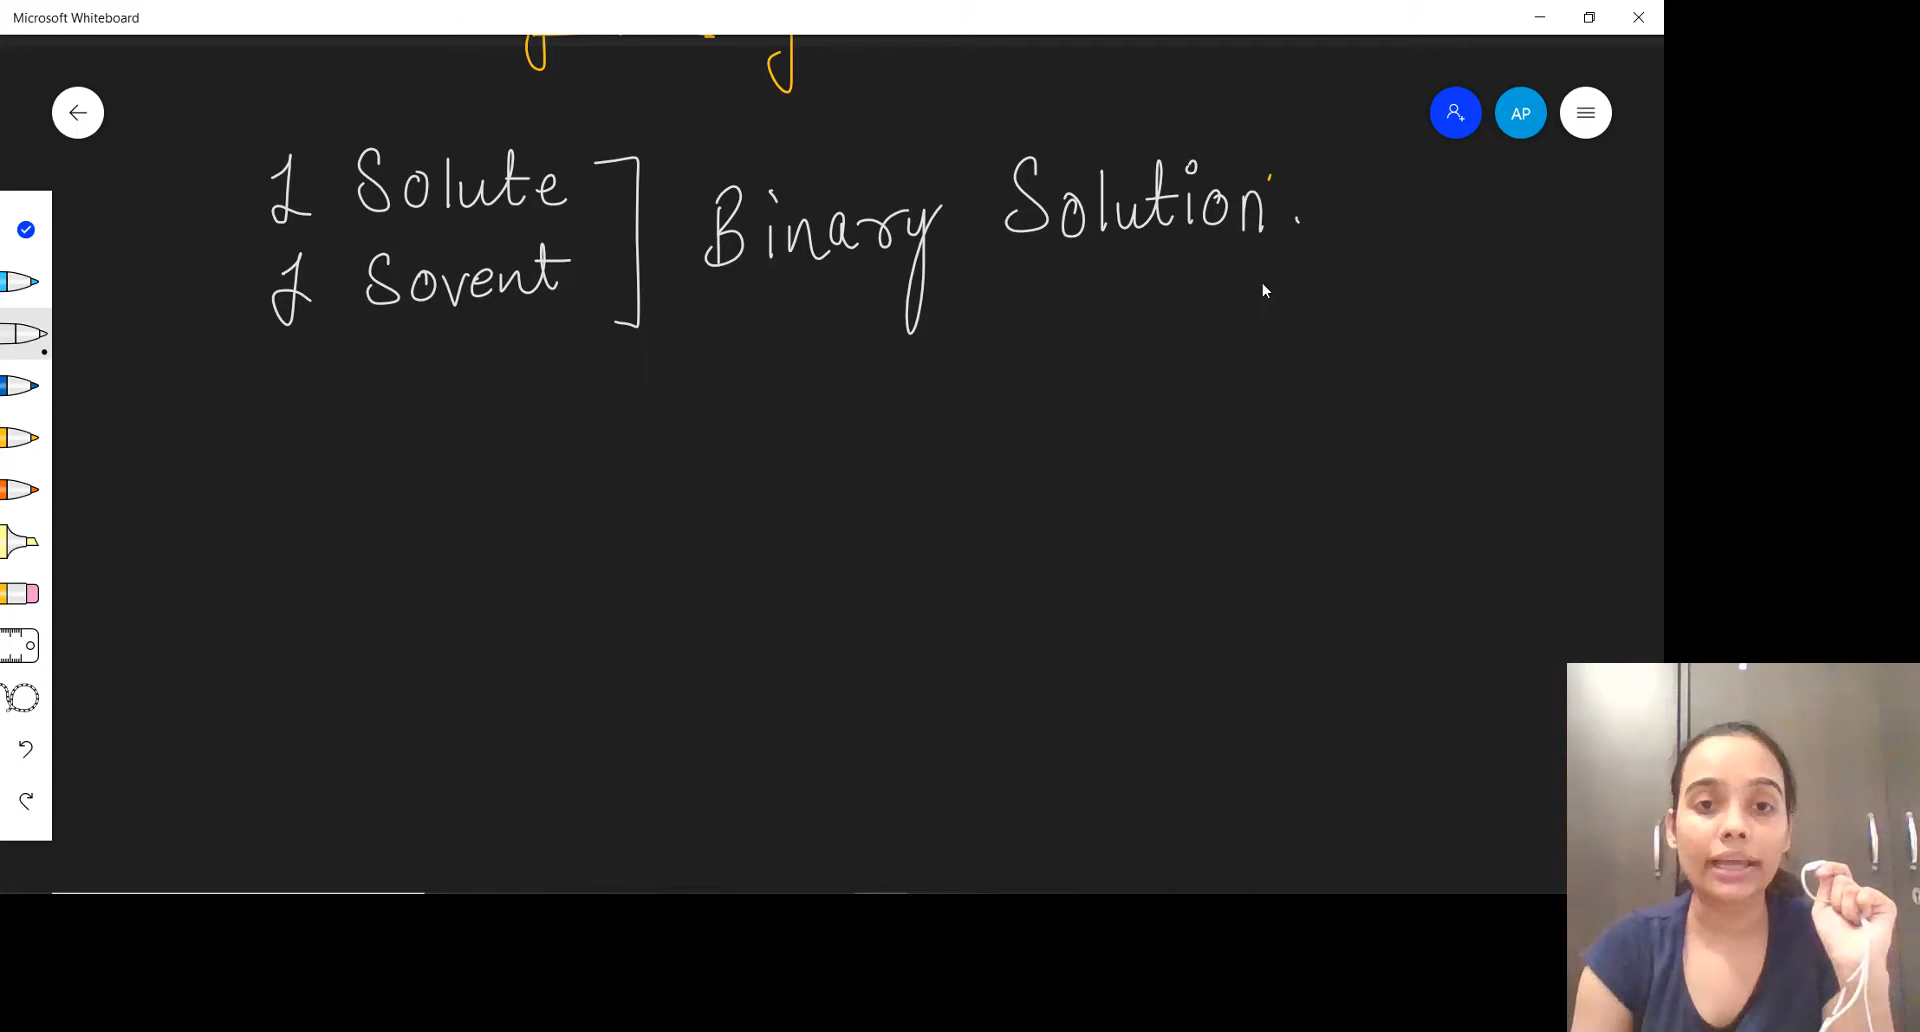 Microsoft Whiteboard
AP
1 Solute
1 Sovent
Binary Solution.